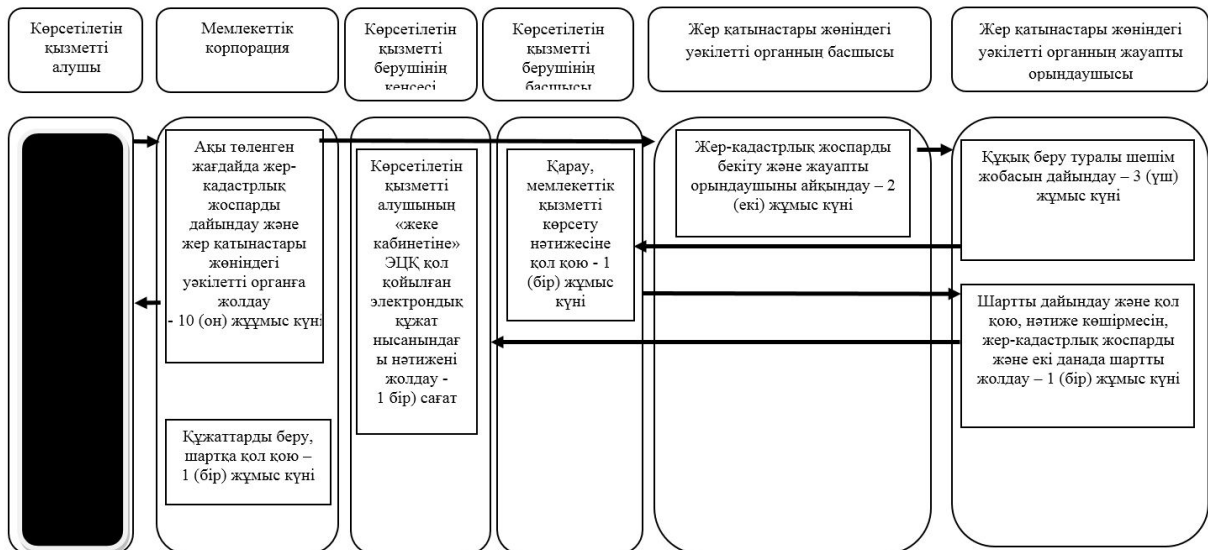 Көрсетілетін
қызметті
алушы
Мемлекеттік
корпорация
Көрсетілетін
қызметті
берушінің
кеңсесі
Көрсетілетін
қызметті
берушінің
басшысы
Жер қатынастары жөніндегі
уәкілетті органның басшысы
Жер қатынастары жөніндегі
уәкілетті органның жауапты
орындаушысы
Ақы төленген
жағдайда жер-
кадастрлық
жоспарды
дайындау және
жер қатынастары
жөніндегі
уәкілетті органға
жолдау
- 10 (он) жұұмыс күні
Құжаттарды беру,
шартқа қол қою –
1 (бір) жұмыс күні
Көрсетілетін
қызметті
алушының
«жеке
кабинетіне»
ЭЦҚ қол
қойылған
электрондық
құжат
нысанындағ
ы нәтижені
жолдау -
1 бір) сағат
Қарау,
мемлекеттік
қызметті
көрсету
нәтижесіне
қол қою - 1
(бір) жұмыс
күні
Жер-кадастрлық жоспарды
бекіту және жауапты
орындаушыны айқындау – 2
(екі) жұмыс күні
Құқық беру туралы шешім
жобасын дайындау – 3 (үш)
жұмыс күні
Шартты дайындау және қол
қою, нәтиже көшірмесін,
жер-кадастрлық жоспарды
және екі данада шартты
жолдау – 1 (бір) жұмыс күні